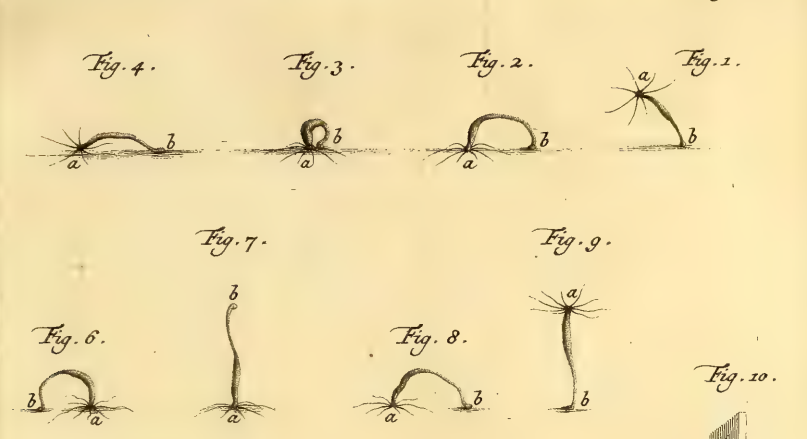 Fig. 4.
Fig. 3.
Fig. 2.
Fig. 1.
a b
a b
a b
a b
Fig. 7.
Fig. 9.
b a
Fig. 6.
Fig. 8.
Fig. 10.
b a
a
a b
b